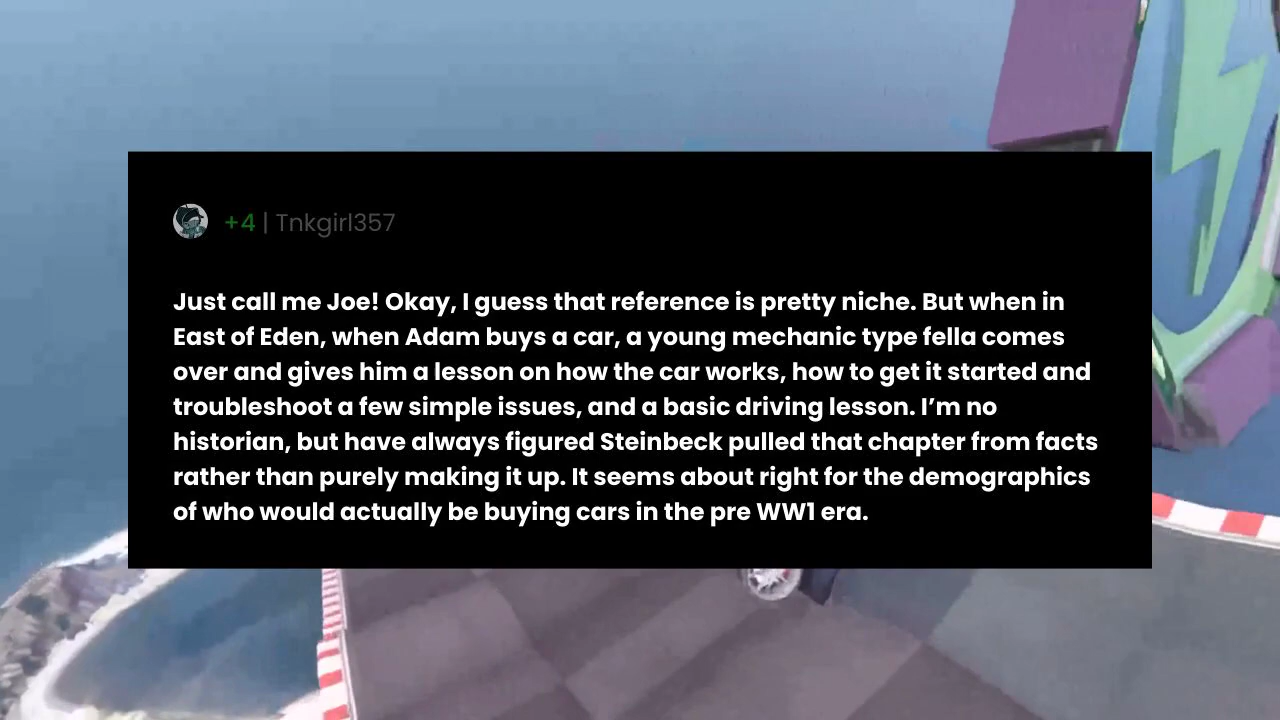 +4 | Tnkgirl357
Just call me Joe! Okay, I guess that reference is pretty niche. But when in
East of Eden, when Adam buys a car, a young mechanic type fella comes
over and gives him a lesson on how the car works, how to get it started and
troubleshoot a few simple issues, and a basic driving lesson. I’m no
historian, but have always figured Steinbeck pulled that chapter from facts
rather than purely making it up. It seems about right for the demographics
of who would actually be buying cars in the pre WW1 era.